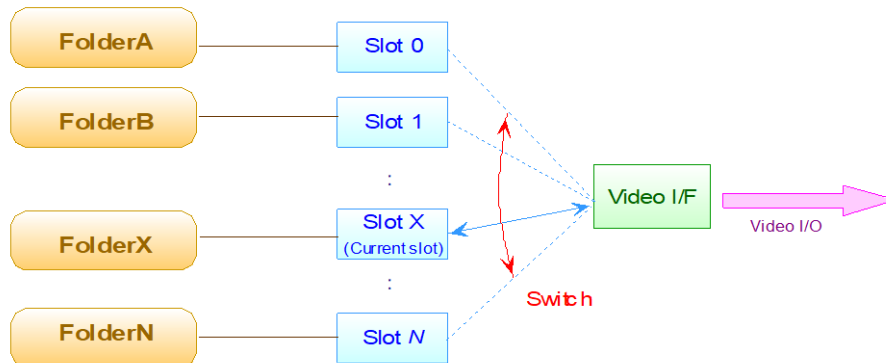 FolderA
Slot 0
FolderB
Slot 1
:
Video I/F
Video I/O
FolderX
Slot X
(Current slot)
:
Switch
FolderN
Slot N